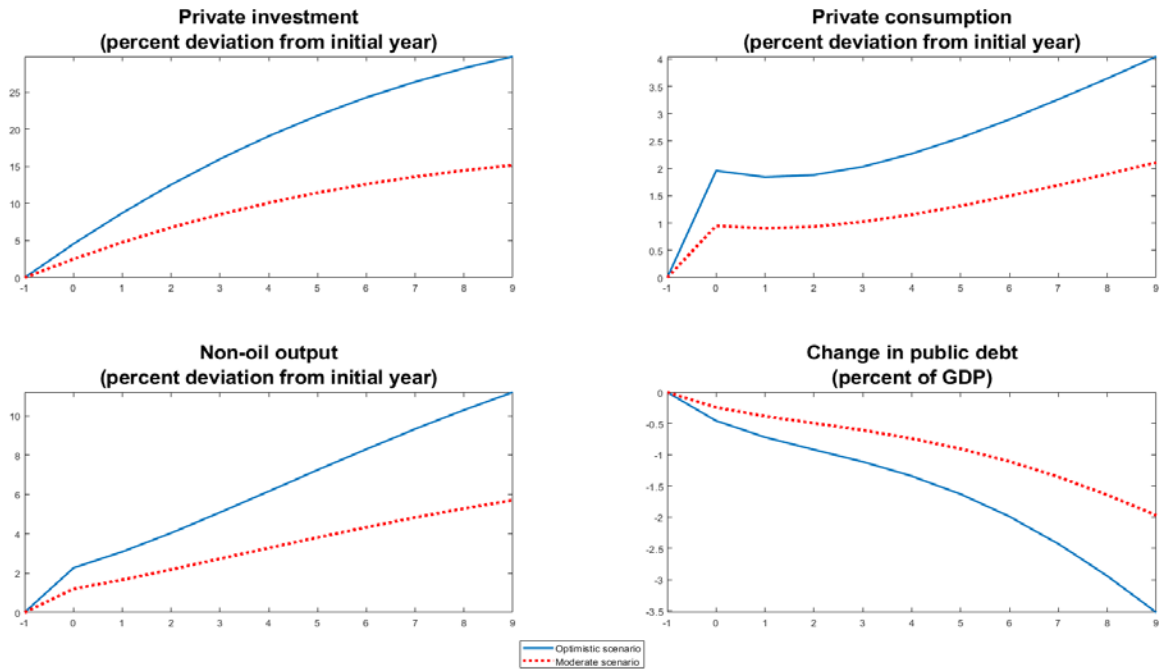 Private investment
(percent deviation from initial year)
25
20
15
10
5
0
-1 0 1 2 3 4 5 6 7 8 9
Private consumption
(percent deviation from initial year)
4
3.5
3
2.5
2
1.5
1
0.5
0
-1 0 1 2 3 4 5 6 7 8 9
Non-oil output
(percent deviation from initial year)
10
8
6
4
2
0
-1 0 1 2 3 4 5 6 7 8 9
Change in public debt
(percent of GDP)
0
-0.5
-1
-1.5
-2
-2.5
-3
-3.5
-1 0 1 2 3 4 5 6 7 8 9
Optimistic scenario
Moderate scenario